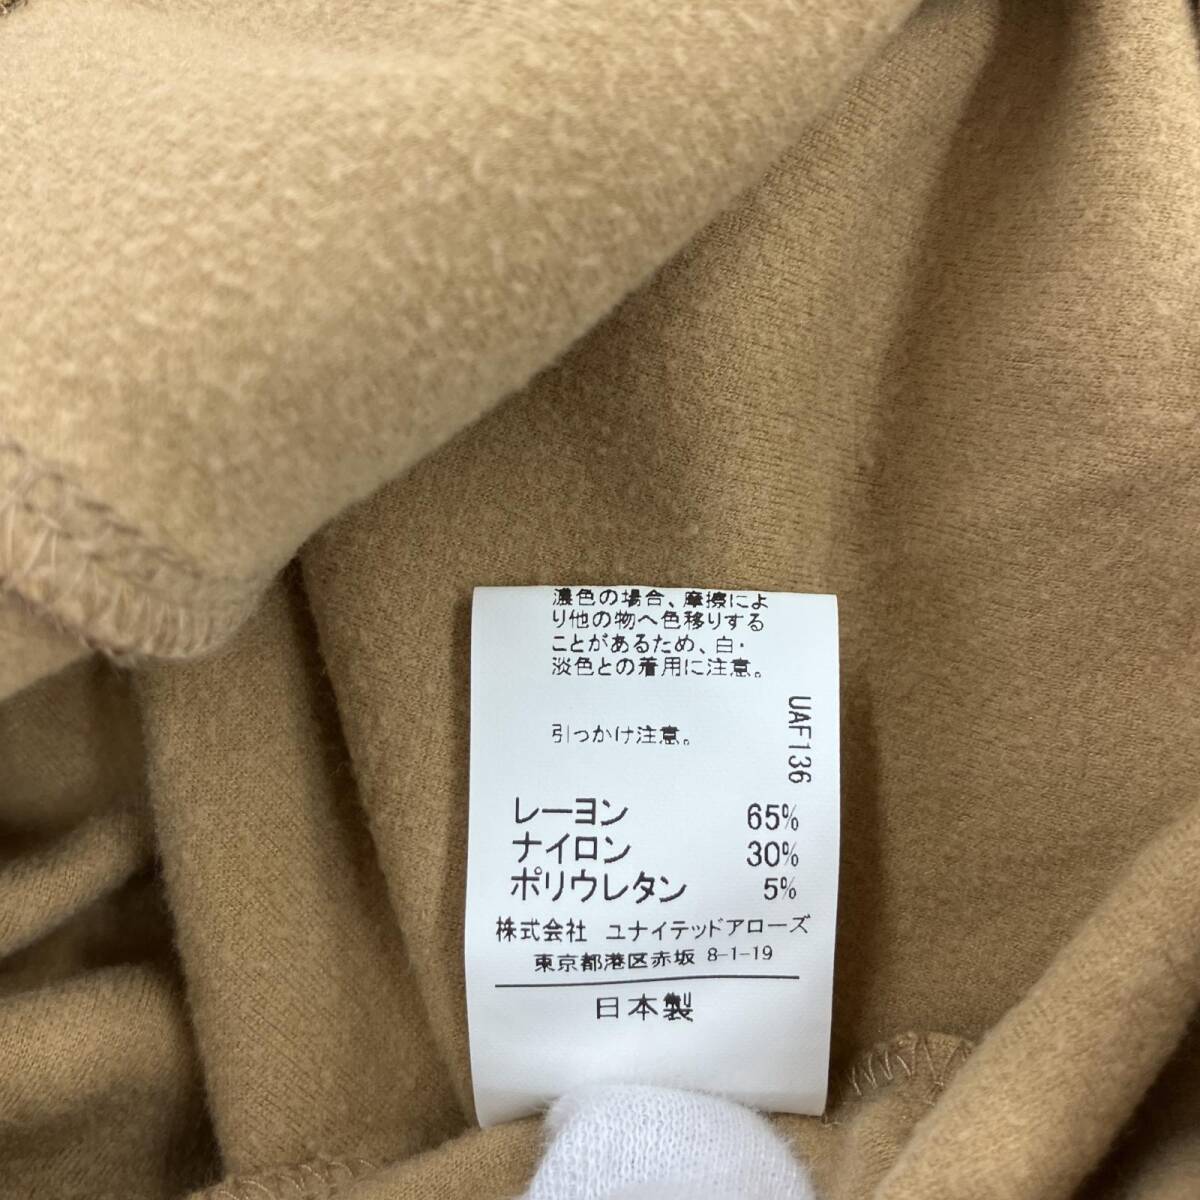 濃色の場合、摩擦によ
り他の物へ色移りする
ことがあるため、白・
淡色との着用に注意。
引っかけ注意。
UAF136
レーヨン 65%
ナイロン 30%
ポリウレタン 5%
株式会社 ユナイテッドアローズ
東京都港区赤坂 8-1-19
日本製